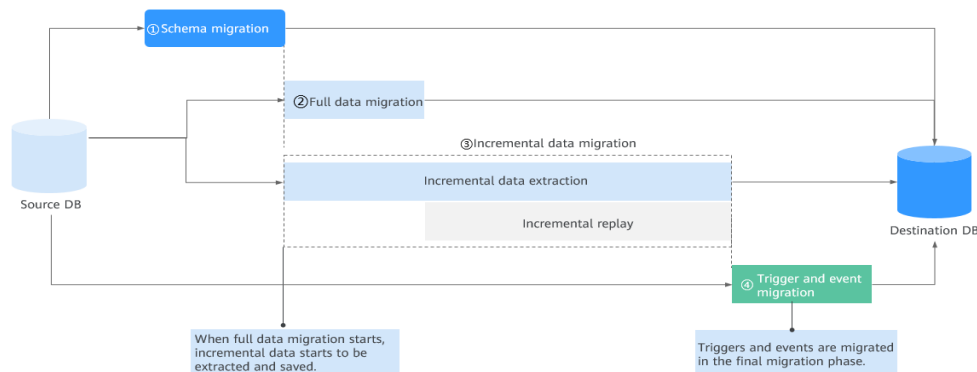 ①Schema migration
②Full data migration
③Incremental data migration
Incremental data extraction
Source DB
Incremental replay
Destination DB
④ Trigger and event
migration
When full data migration starts,
incremental data starts to be
extracted and saved.
Triggers and events are migrated
in the final migration phase.